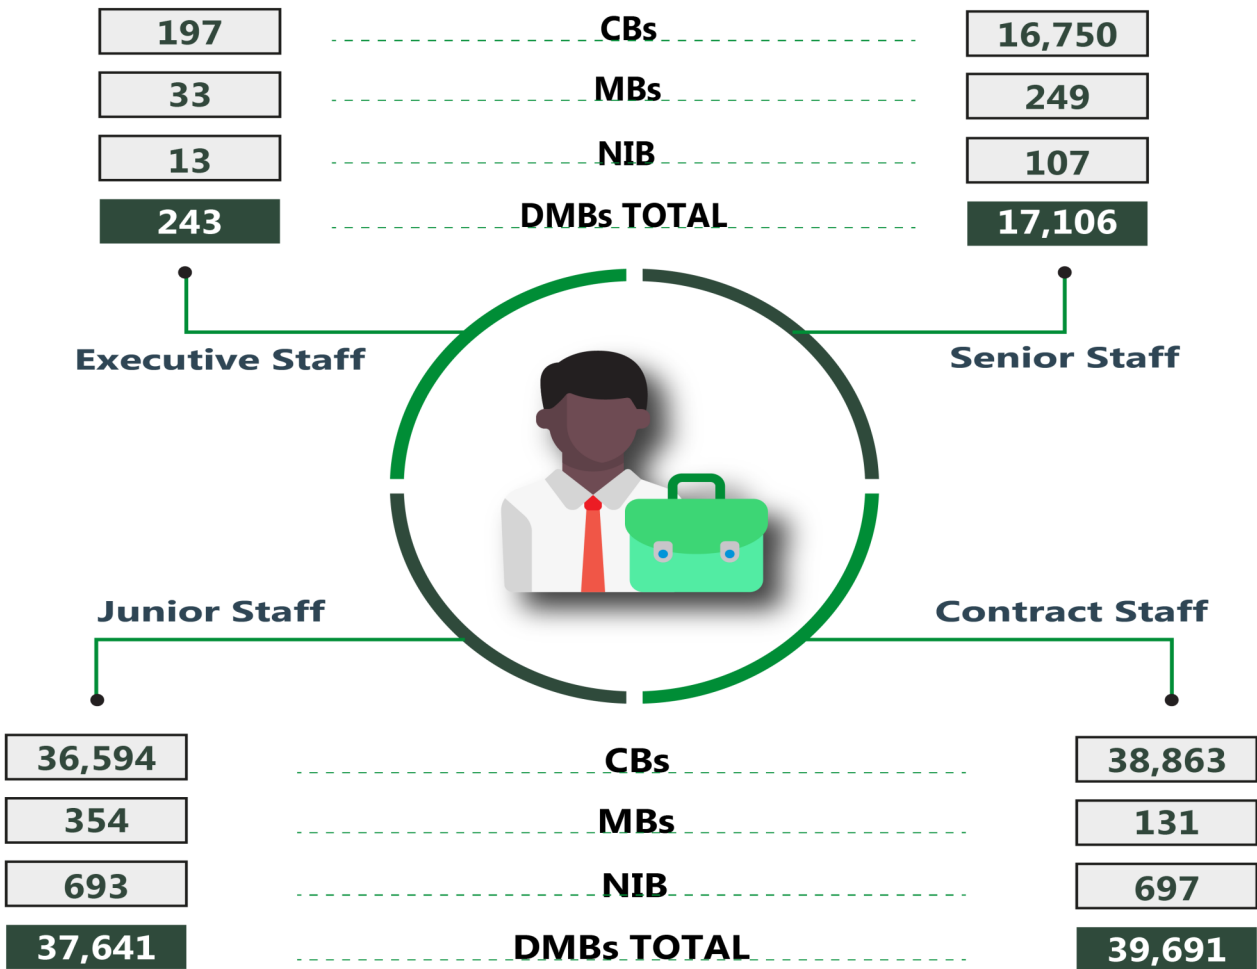 197 CBs 16,750
33 MBs 249
13 NIB 107
243 DMBs TOTAL 17,106
Executive Staff Senior Staff
Junior Staff Contract Staff
36,594 CBs 38,863
354 MBs 131
693 NIB 697
37,641 DMBs TOTAL 39,691